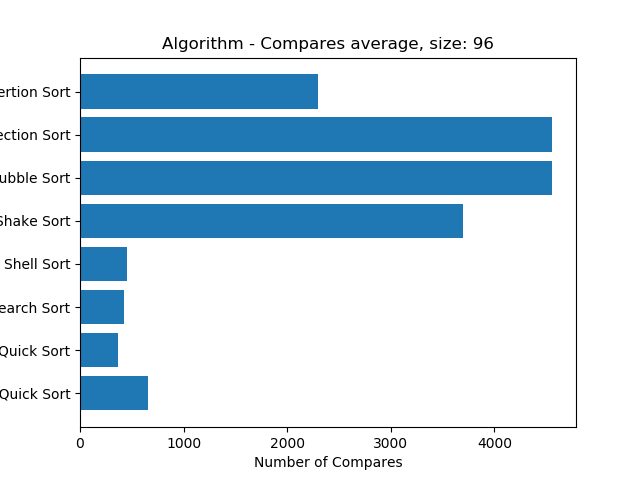 Algorithm - Compares average, size: 96
ertion Sort
ection Sort
ubble Sort
Shake Sort
Shell Sort
earch Sort
Quick Sort
Quick Sort
0 1000 2000 3000 4000
Number of Compares